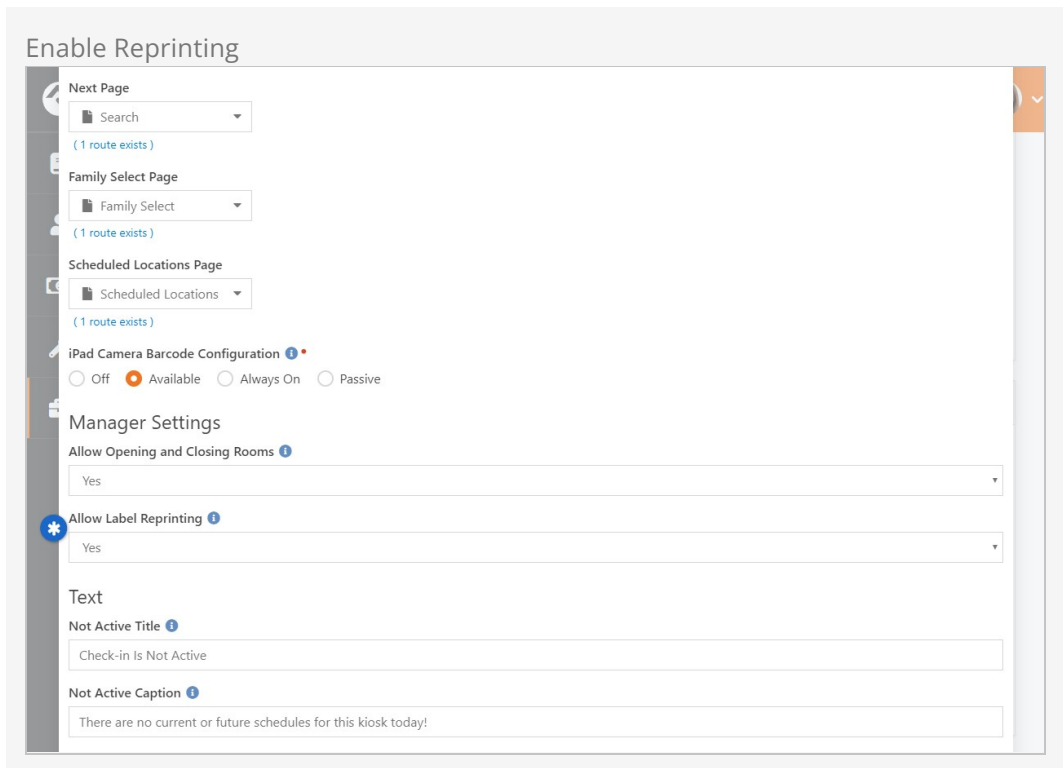 Enable Reprinting
Next Page
Search
( 1 route exists )
Family Select Page
Family Select
( 1 route exists )
Scheduled Locations Page
Scheduled Locations
( 1 route exists )
iPad Camera Barcode Configuration
Off Available Always On Passive
Manager Settings
Allow Opening and Closing Rooms
Yes
Allow Label Reprinting
Yes
Text
Not Active Title
Check-in Is Not Active
Not Active Caption
There are no current or future schedules for this kiosk today!